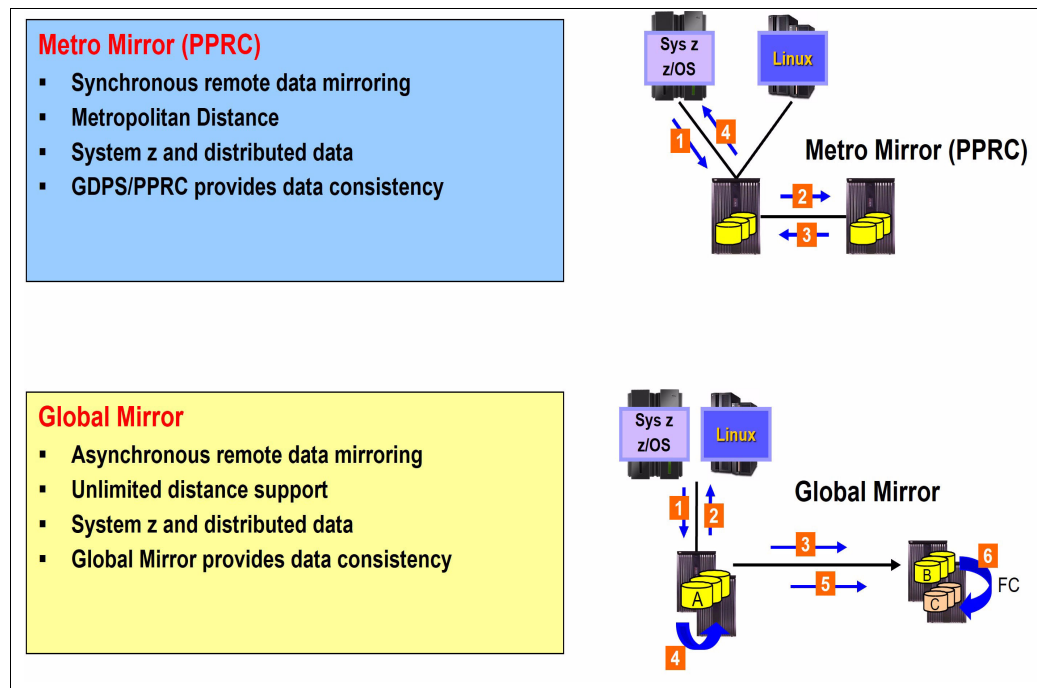 Metro Mirror (PPRC)
▪ Synchronous remote data mirroring
▪ Metropolitan Distance
▪ System z and distributed data
▪ GDPS/PPRC provides data consistency
Sys z
z/OS
Linux
1
4
Metro Mirror (PPRC)
2
3
Global Mirror
▪ Asynchronous remote data mirroring
▪ Unlimited distance support
▪ System z and distributed data
▪ Global Mirror provides data consistency
Sys z
z/OS
Linux
1
2
Global Mirror
3
5
A
4
B
C
6
FC